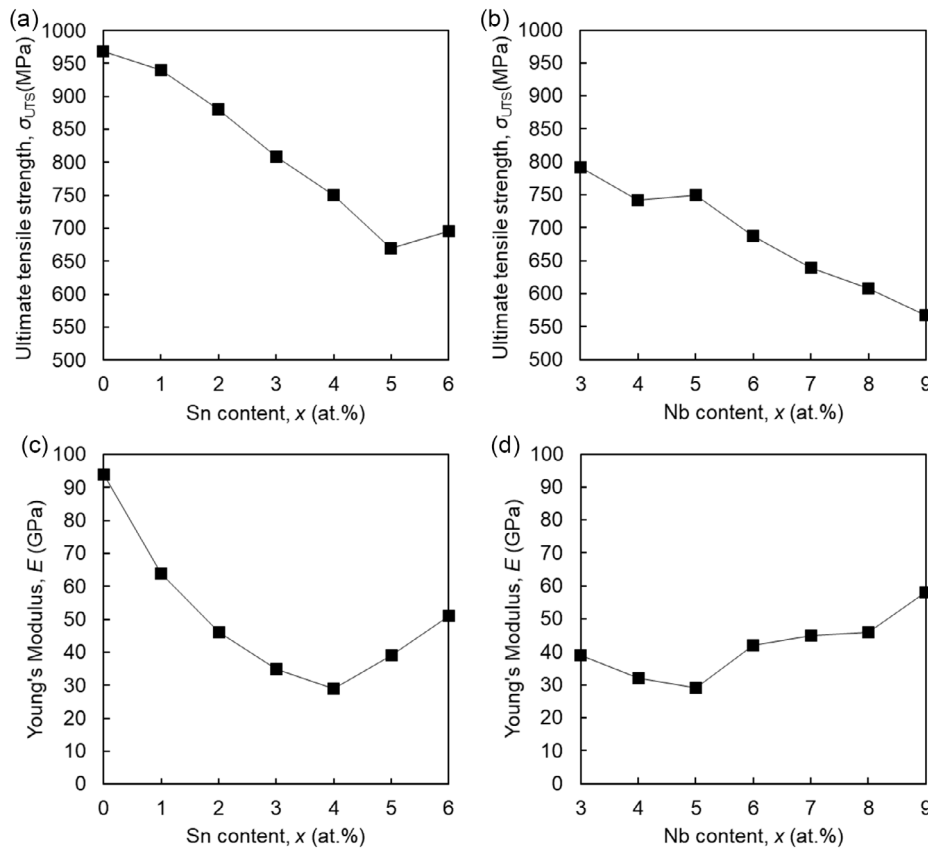 (a)
Ultimate tensile strength, σUTS(MPa)
1000
950
900
850
800
750
700
650
600
550
500
0 1 2 3 4 5 6
Sn content, x (at.%)
(b)
Ultimate tensile strength, σUTS(MPa)
1000
950
900
850
800
750
700
650
600
550
500
3 4 5 6 7 8 9
Nb content, x (at.%)
(c)
Young's Modulus, E (GPa)
100
90
80
70
60
50
40
30
20
10
0
0 1 2 3 4 5 6
Sn content, x (at.%)
(d)
Young's Modulus, E (GPa)
100
90
80
70
60
50
40
30
20
10
0
3 4 5 6 7 8 9
Nb content, x (at.%)